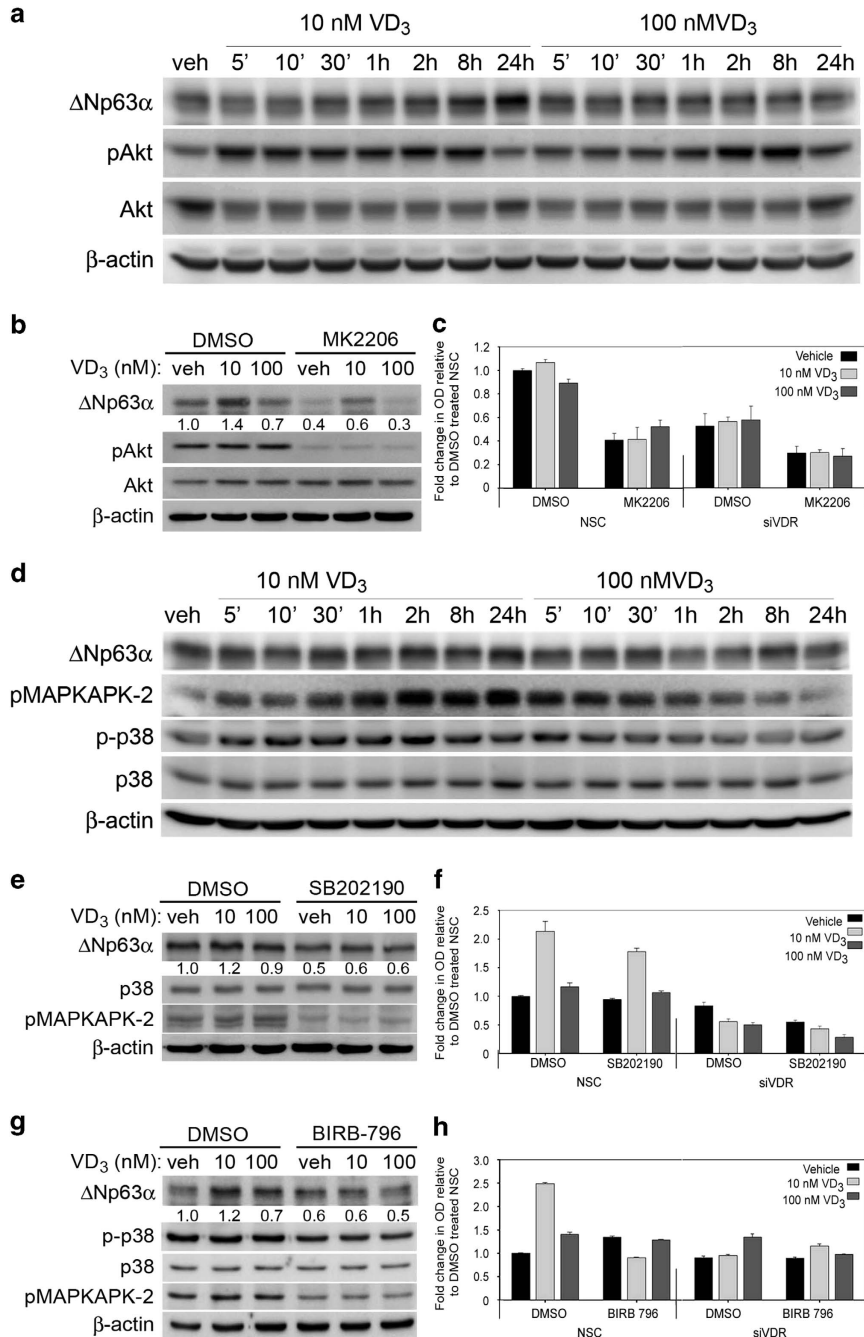 a
10 nM VD3 100 nMVD3
veh 5’ 10’ 30’ 1h 2h 8h 24h 5’ 10’ 30’ 1h 2h 8h 24h
ΔNp63α
pAkt
Akt
β-actin
b
DMSO MK2206
VD3 (nM): veh 10 100 veh 10 100
ΔNp63α
1.0 1.4 0.7 0.4 0.6 0.3
pAkt
Akt
β-actin
c
Fold change in OD relative
to DMSO treated NSC
1.2
1.0
0.8
0.6
0.4
0.2
0
Vehicle
10 nM VD3
100 nM VD3
DMSO MK2206 DMSO MK2206
NSC siVDR
d
10 nM VD3 100 nMVD3
veh 5’ 10’ 30’ 1h 2h 8h 24h 5’ 10’ 30’ 1h 2h 8h 24h
ΔNp63α
pMAPKAPK-2
p-p38
p38
β-actin
e
DMSO SB202190
VD3 (nM): veh 10 100 veh 10 100
ΔNp63α
1.0 1.2 0.9 0.5 0.6 0.6
p38
pMAPKAPK-2
β-actin
f
Fold change in OD relative
to DMSO treated NSC
2.5
2.0
1.5
1.0
0.5
0
Vehicle
10 nM VD3
100 nM VD3
DMSO SB202190 DMSO SB202190
NSC siVDR
g
DMSO BIRB-796
VD3 (nM): veh 10 100 veh 10 100
ΔNp63α
1.0 1.2 0.7 0.6 0.6 0.5
p-p38
p38
pMAPKAPK-2
β-actin
h
Fold change in OD relative
to DMSO treated NSC
3.0
2.5
2.0
1.5
1.0
0.5
0
Vehicle
10 nM VD3
100 nM VD3
DMSO BIRB 796 DMSO BIRB 796
NSC siVDR